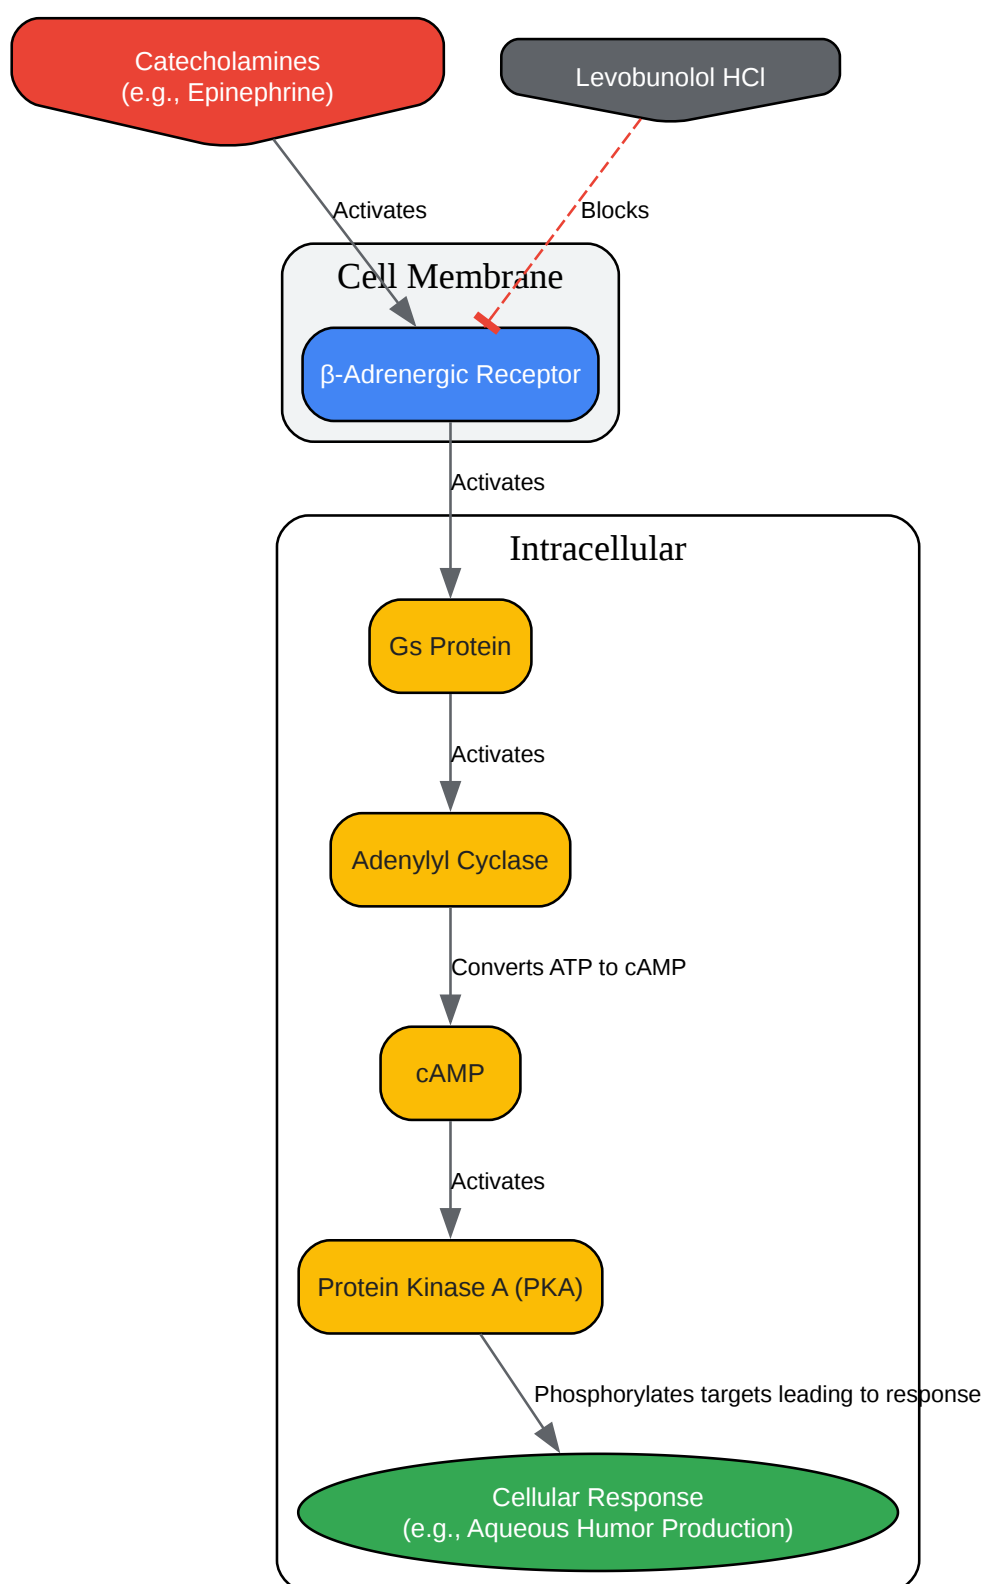 Catecholamines
(e.g., Epinephrine)
Levobunolol HCl
Activates
Blocks
Cell Membrane
β-Adrenergic Receptor
Activates
Intracellular
Gs Protein
Activates
Adenylyl Cyclase
Converts ATP to cAMP
cAMP
Activates
Protein Kinase A (PKA)
Phosphorylates targets leading to response
Cellular Response
(e.g., Aqueous Humor Production)